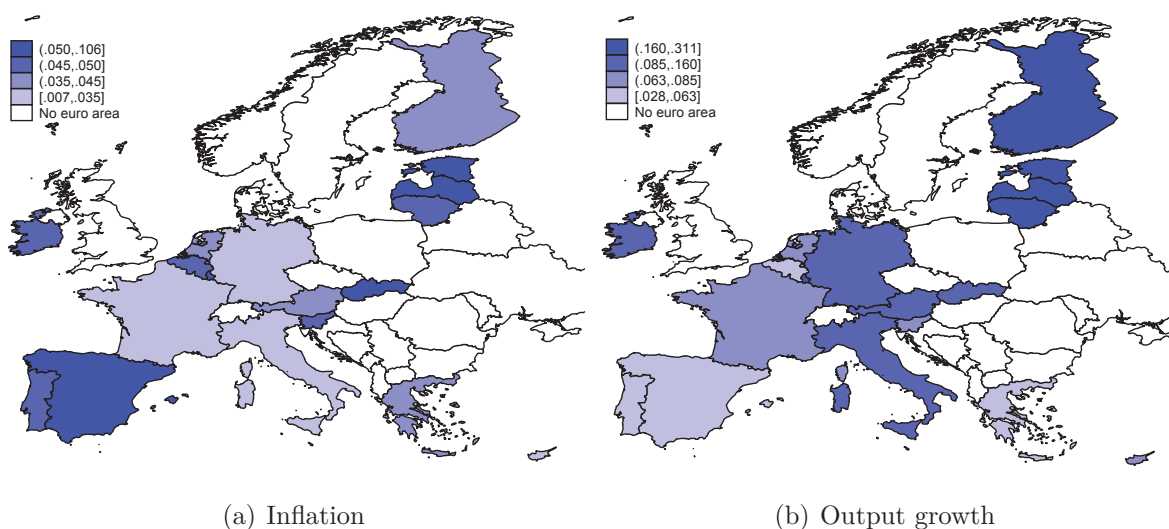 (.050,.106]
(.045,.050]
(.035,.045]
[.007,.035]
No euro area
(.160,.311]
(.085,.160]
(.063,.085]
[.028,.063]
No euro area
(a) Inflation
(b) Output growth